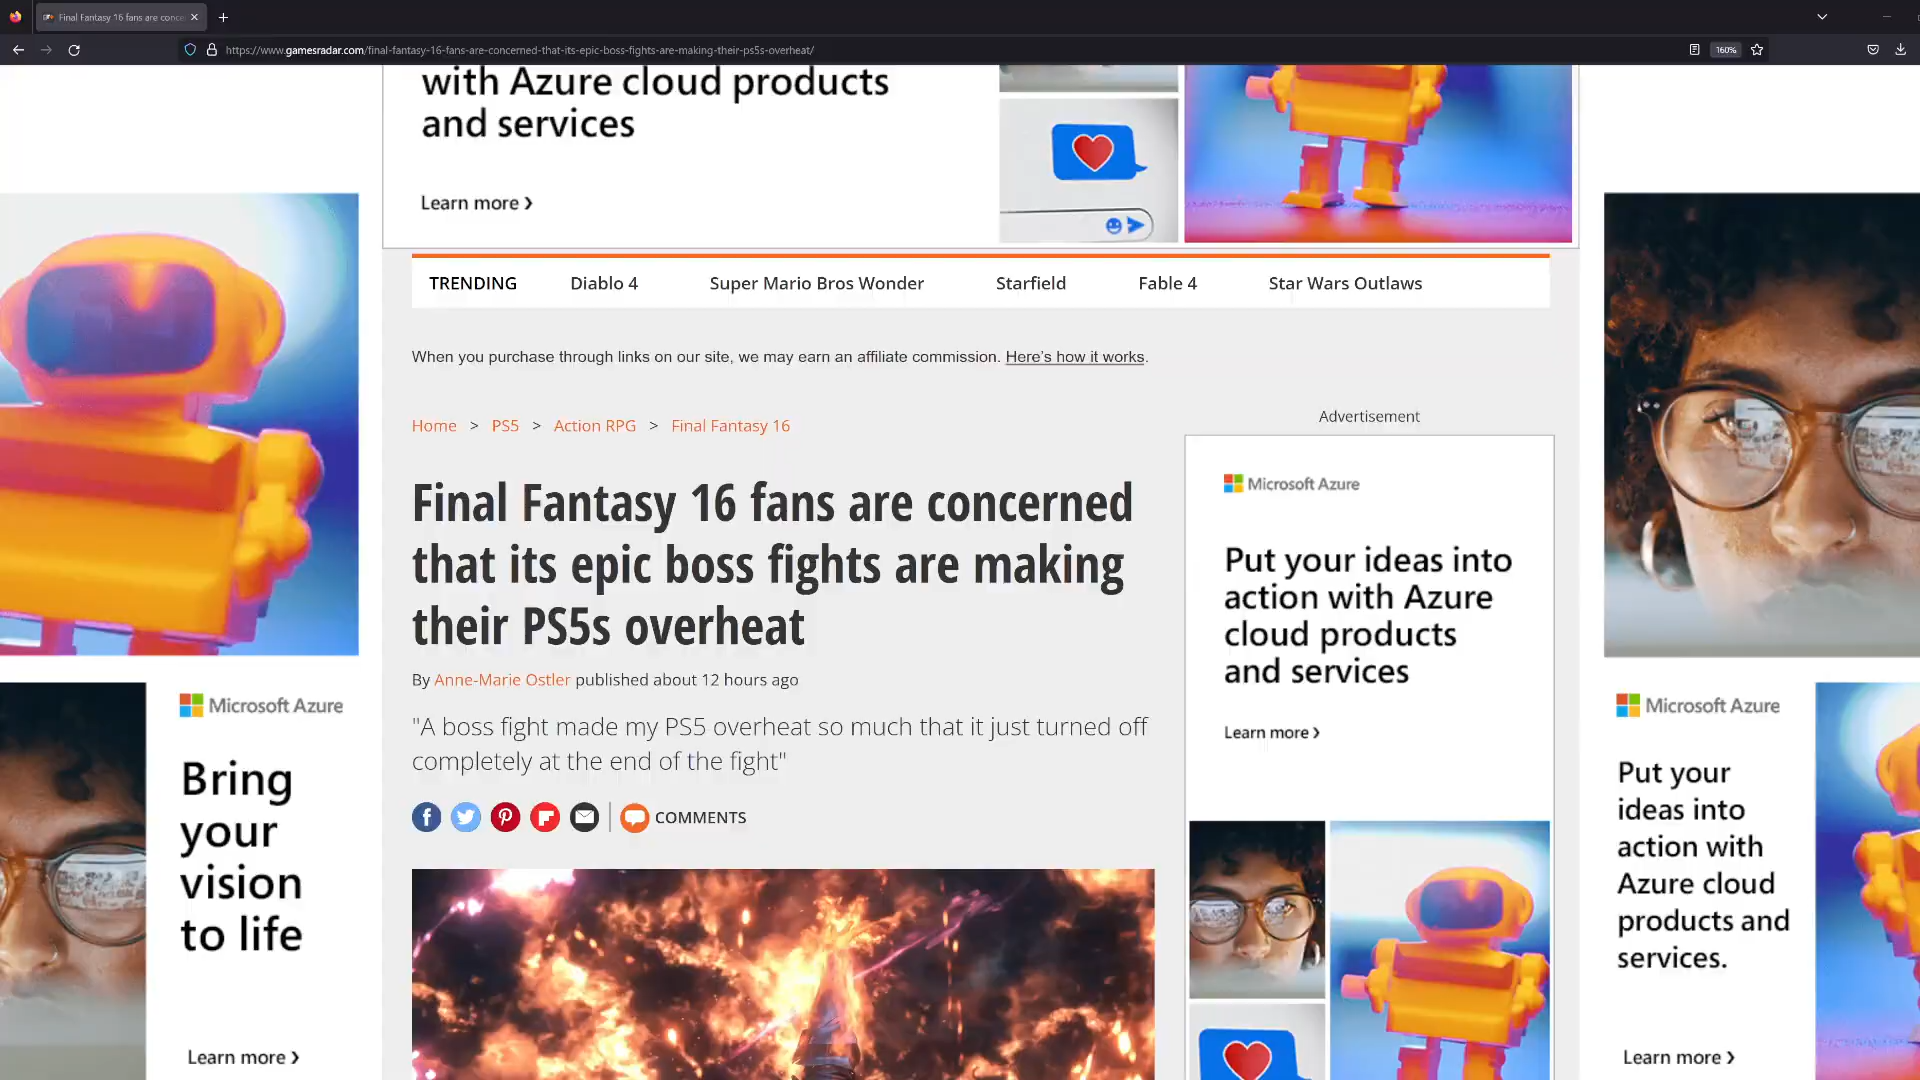 Final Fantasy 16 fans are conce
https://www.gamesradar.com/final-fantasy-16-fans-are-concerned-that-its-epic-boss-fights-are-making-their-ps5s-overheat/
160%
with Azure cloud products
and services
Learn more ›
TRENDING
Diablo 4
Super Mario Bros Wonder
Starfield
Fable 4
Star Wars Outlaws
When you purchase through links on our site, we may earn an affiliate commission. Here's how it works.
Home > PS5 > Action RPG > Final Fantasy 16
Final Fantasy 16 fans are concerned
that its epic boss fights are making
their PS5s overheat
By Anne-Marie Ostler published about 12 hours ago
"A boss fight made my PS5 overheat so much that it just turned off
completely at the end of the fight"
COMMENTS
Advertisement
Microsoft Azure
Put your ideas into
action with Azure
cloud products
and services
Learn more ›
Microsoft Azure
Bring
your
vision
to life
Learn more ›
Microsoft Azure
Put your
ideas into
action with
Azure cloud
products and
services.
Learn more ›